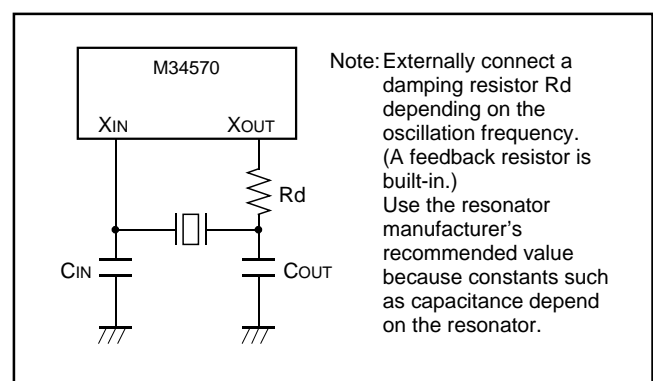 M34570
XIN
XOUT
Rd
CIN
COUT
Note: Externally connect a
damping resistor Rd
depending on the
oscillation frequency.
(A feedback resistor is
built-in.)
Use the resonator
manufacturer's
recommended value
because constants such
as capacitance depend
on the resonator.